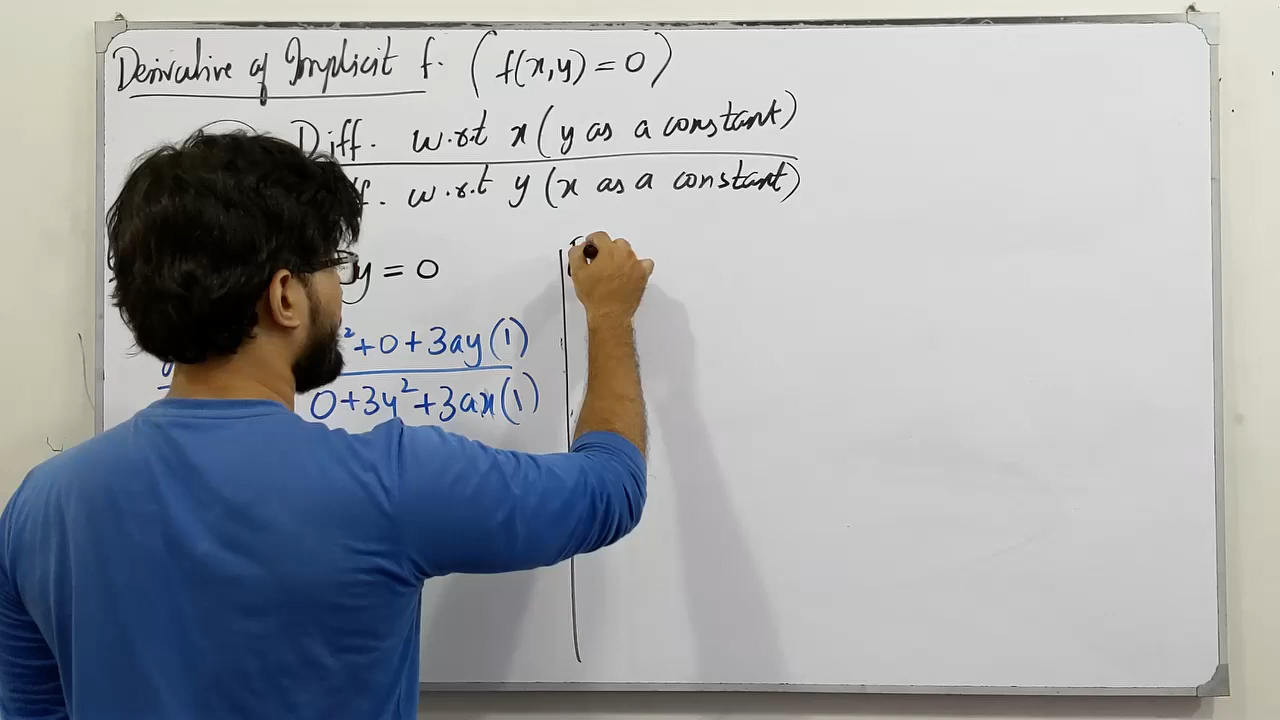 Derivative of Implicit f. (f(x,y) = 0)
Diff. w.r.t x (y as a constant)
f. w.r.t y (x as a constant)
y = 0
² + 0 + 3ay (1)
0 + 3y² + 3ax (1)